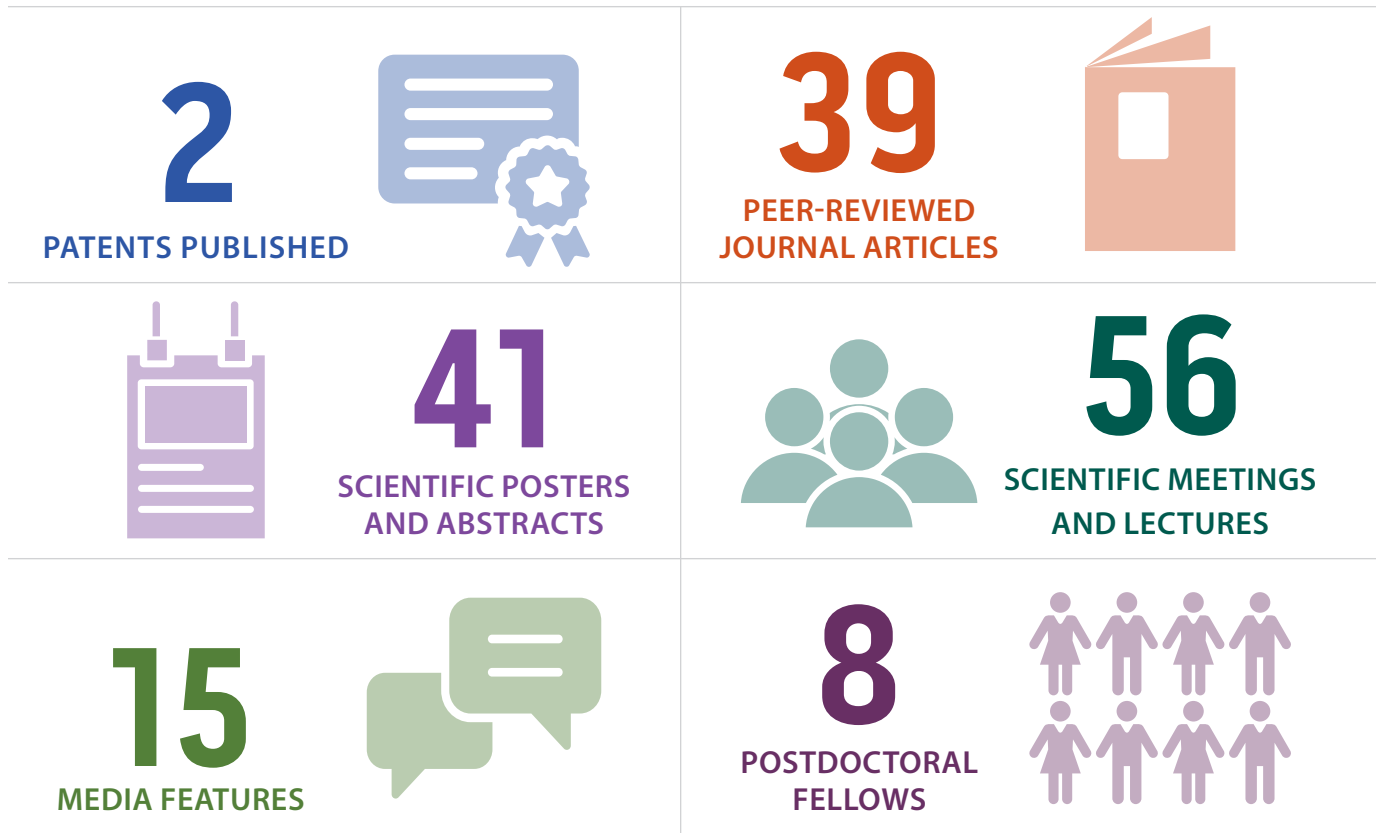 2
PATENTS PUBLISHED
39
PEER-REVIEWED
JOURNAL ARTICLES
41
SCIENTIFIC POSTERS
AND ABSTRACTS
56
SCIENTIFIC MEETINGS
AND LECTURES
15
MEDIA FEATURES
8
POSTDOCTORAL
FELLOWS